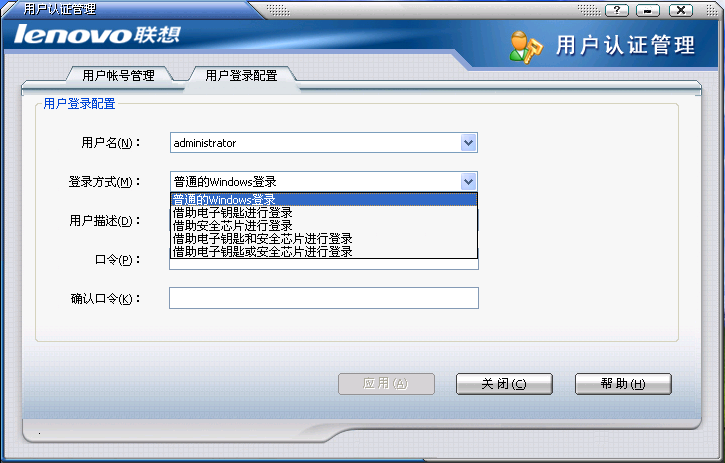 用户认证管理
lenovo联想
用户认证管理
用户帐号管理
用户登录配置
用户登录配置
用户名(N)：
administrator
登录方式(M)：
普通的Windows登录
普通的Windows登录
借助电子钥匙进行登录
用户描述(D)：
借助安全芯片进行登录
借助电子钥匙和安全芯片进行登录
借助电子钥匙或安全芯片进行登录
口令(P)：
确认口令(K)：
应用(A)
关闭(C)
帮助(H)